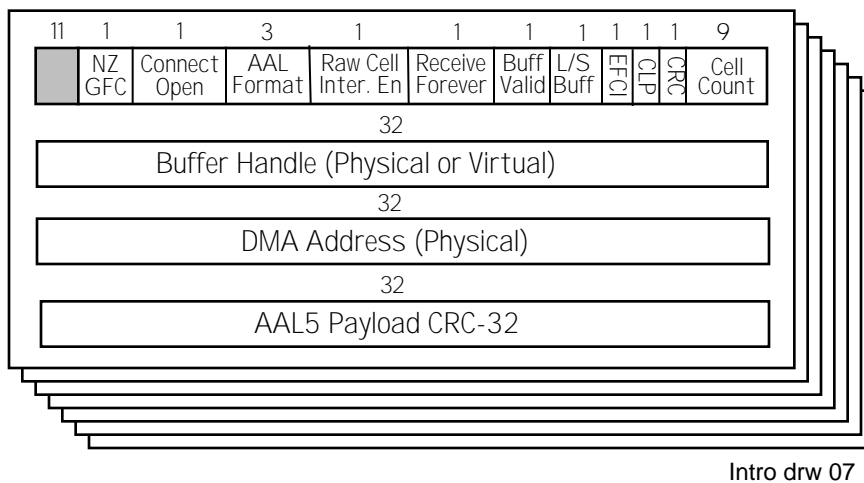 11 1 1 3 1 1 1 1 1 1 1 9
NZ GFC Connect Open AAL Format Raw Cell Inter. En Receive Forever Buff Valid L/S Buff EFCI CLP CRC Cell Count
32
Buffer Handle (Physical or Virtual)
32
DMA Address (Physical)
32
AAL5 Payload CRC-32
Intro drw 07